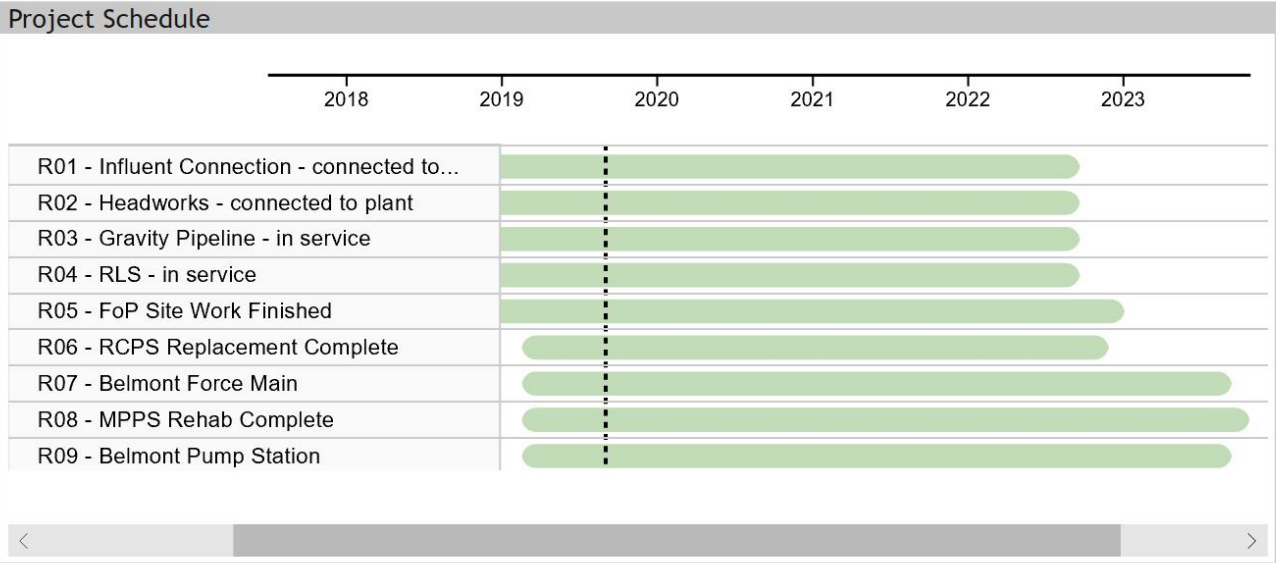 Project Schedule
2018 2019 2020 2021 2022 2023
R01 - Influent Connection - connected to...
R02 - Headworks - connected to plant
R03 - Gravity Pipeline - in service
R04 - RLS - in service
R05 - FoP Site Work Finished
R06 - RCPS Replacement Complete
R07 - Belmont Force Main
R08 - MPPS Rehab Complete
R09 - Belmont Pump Station